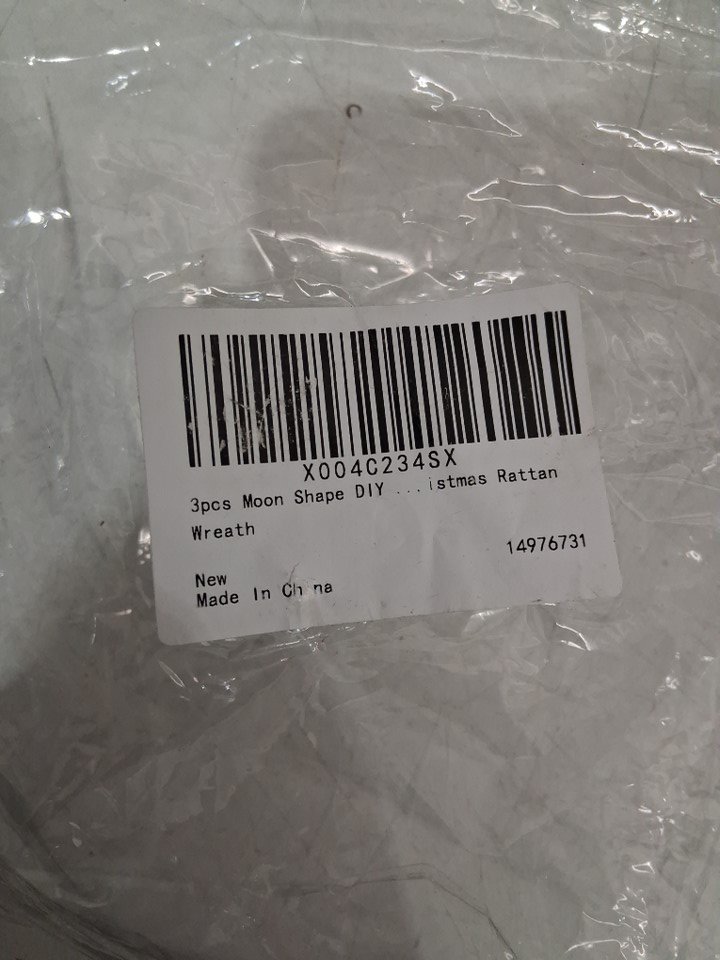 X004C234SX
3pcs Moon Shape DIY ...istmas Rattan
Wreath
14976731
New
Made In China